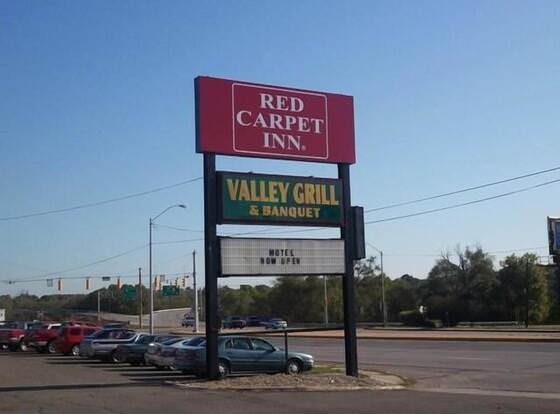 RED
CARPET
INN®
VALLEY GRILL
& BANQUET
MOTEL
NOW OPEN